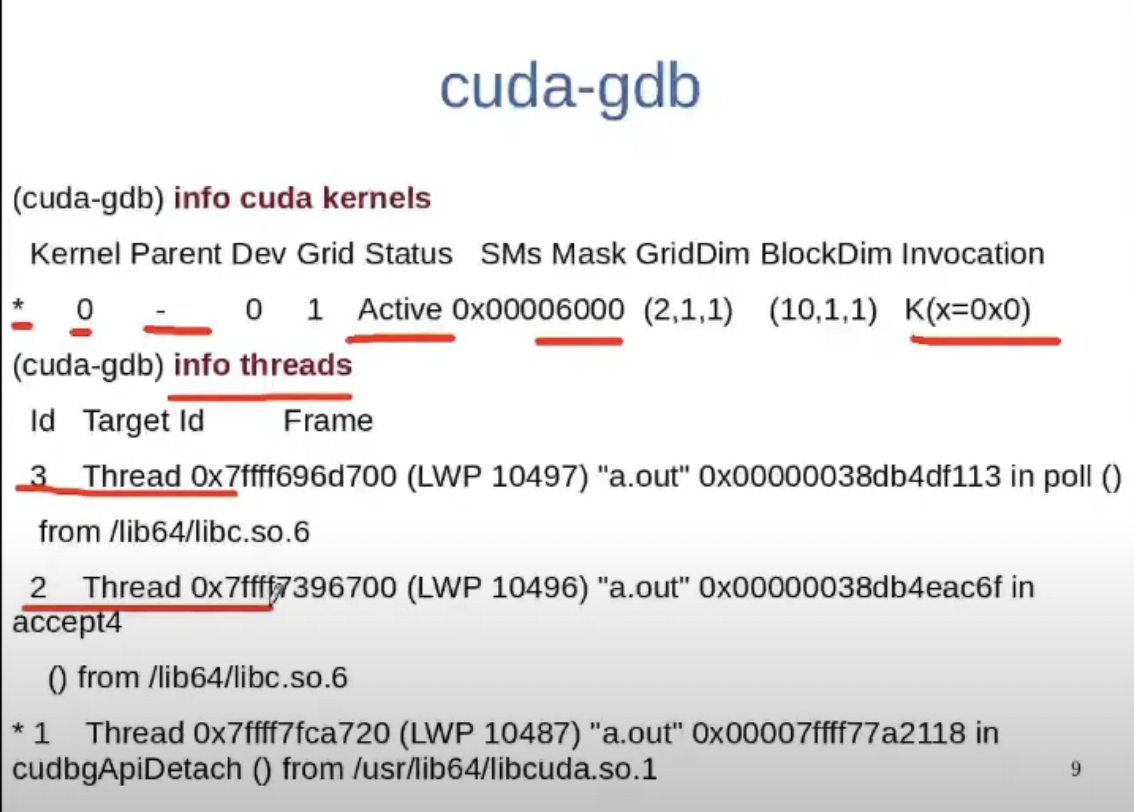 cuda-gdb
(cuda-gdb) info cuda kernels
Kernel Parent Dev Grid Status SMs Mask GridDim BlockDim Invocation
* 0 - 0 1 Active 0x00006000 (2,1,1) (10,1,1) K(x=0x0)
(cuda-gdb) info threads
Id Target Id Frame
3 Thread 0x7ffff696d700 (LWP 10497) "a.out" 0x00000038db4df113 in poll ()
from /lib64/libc.so.6
2 Thread 0x7ffff7396700 (LWP 10496) "a.out" 0x00000038db4eac6f in
accept4
() from /lib64/libc.so.6
* 1 Thread 0x7ffff7fca720 (LWP 10487) "a.out" 0x00007ffff77a2118 in
cudbgApiDetach () from /usr/lib64/libcuda.so.1
9